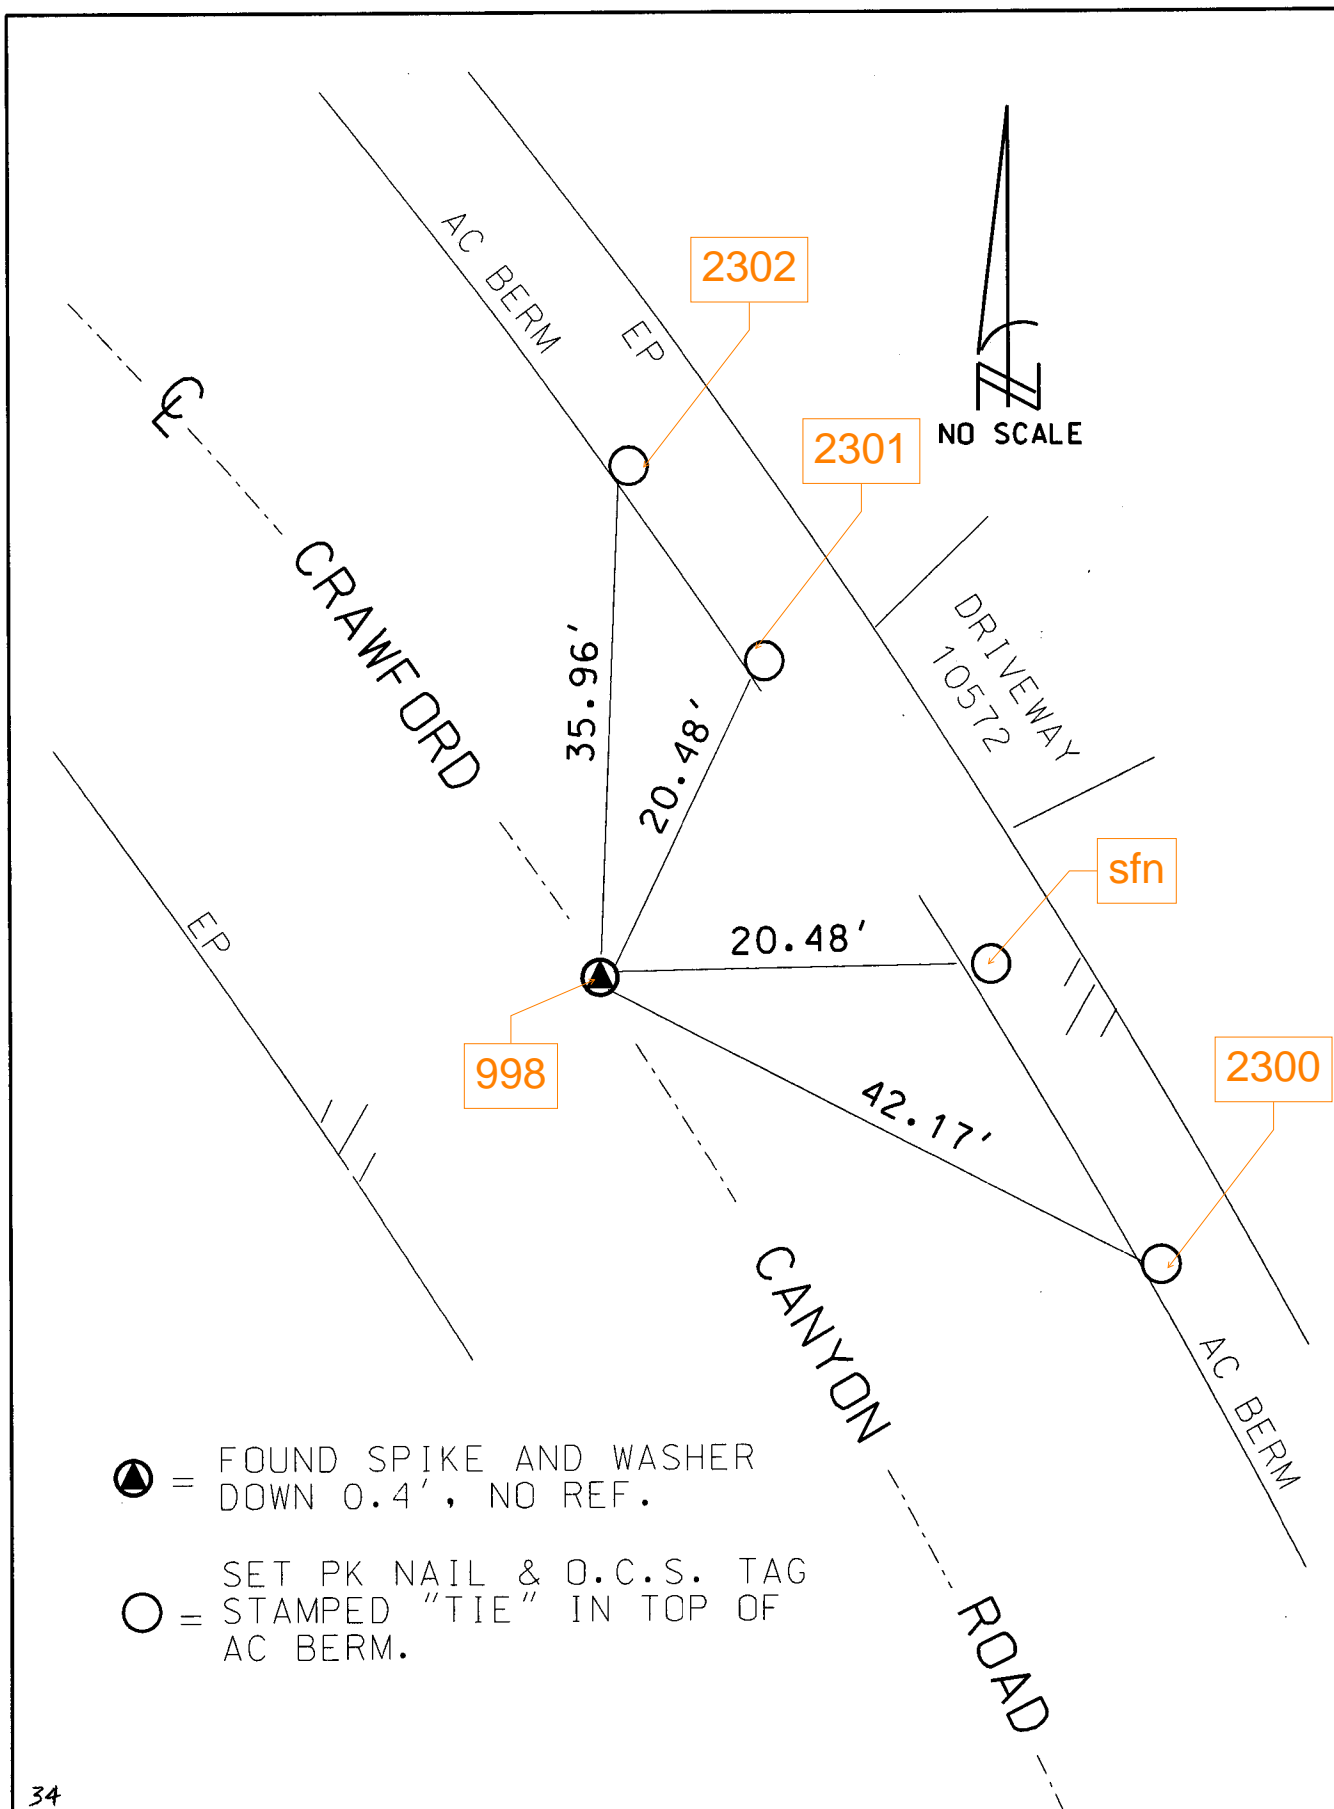 2302
AC BERM
EP
2301
NO SCALE
℄
CRAWFORD
DRIVEWAY
10572
35.96'
20.48'
sfn
EP
20.48'
998
2300
42.17'
CANYON
AC BERM
= FOUND SPIKE AND WASHER
DOWN 0.4', NO REF.
SET PK NAIL & O.C.S. TAG
= STAMPED "TIE" IN TOP OF
AC BERM.
ROAD
34